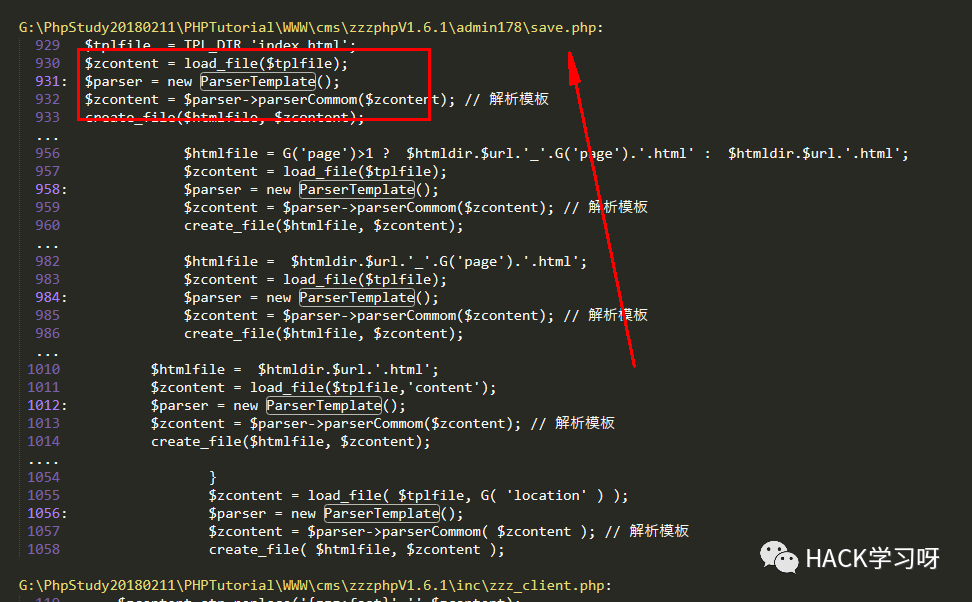 G:\PhpStudy20180211\PHPTutorial\WWW\cms\zzzphpV1.6.1\admin178\save.php:
929 $tplfile = TPL_DIR.'index.html';
930 $zcontent = load_file($tplfile);
931: $parser = new ParserTemplate();
932 $zcontent = $parser->parserCommom($zcontent); // 解析模板
933 create_file($htmlfile, $zcontent);
...
956 $htmlfile = G('page')>1 ? $htmldir.$url.'_'.G('page').'.html' : $htmldir.$url.'.html';
957 $zcontent = load_file($tplfile);
958: $parser = new ParserTemplate();
959 $zcontent = $parser->parserCommom($zcontent); // 解析模板
960 create_file($htmlfile, $zcontent);
...
982 $htmlfile = $htmldir.$url.'_'.G('page').'.html';
983 $zcontent = load_file($tplfile);
984: $parser = new ParserTemplate();
985 $zcontent = $parser->parserCommom($zcontent); // 解析模板
986 create_file($htmlfile, $zcontent);
...
1010 $htmlfile = $htmldir.$url.'.html';
1011 $zcontent = load_file($tplfile,'content');
1012: $parser = new ParserTemplate();
1013 $zcontent = $parser->parserCommom($zcontent); // 解析模板
1014 create_file($htmlfile, $zcontent);
....
1054 }
1055 $zcontent = load_file( $tplfile, G( 'location' ) );
1056: $parser = new ParserTemplate();
1057 $zcontent = $parser->parserCommom( $zcontent ); // 解析模板
1058 create_file( $htmlfile, $zcontent );
HACK学习呀
G:\PhpStudy20180211\PHPTutorial\WWW\cms\zzzphpV1.6.1\inc\zzz_client.php: